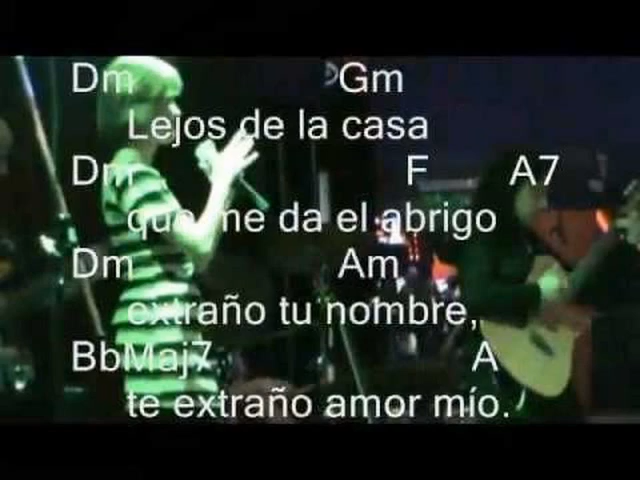 Dm Gm
Lejos de la casa
Dm F A7
que me da el abrigo
Dm Am
extraño tu nombre,
BbMaj7 A
te extraño amor mío.